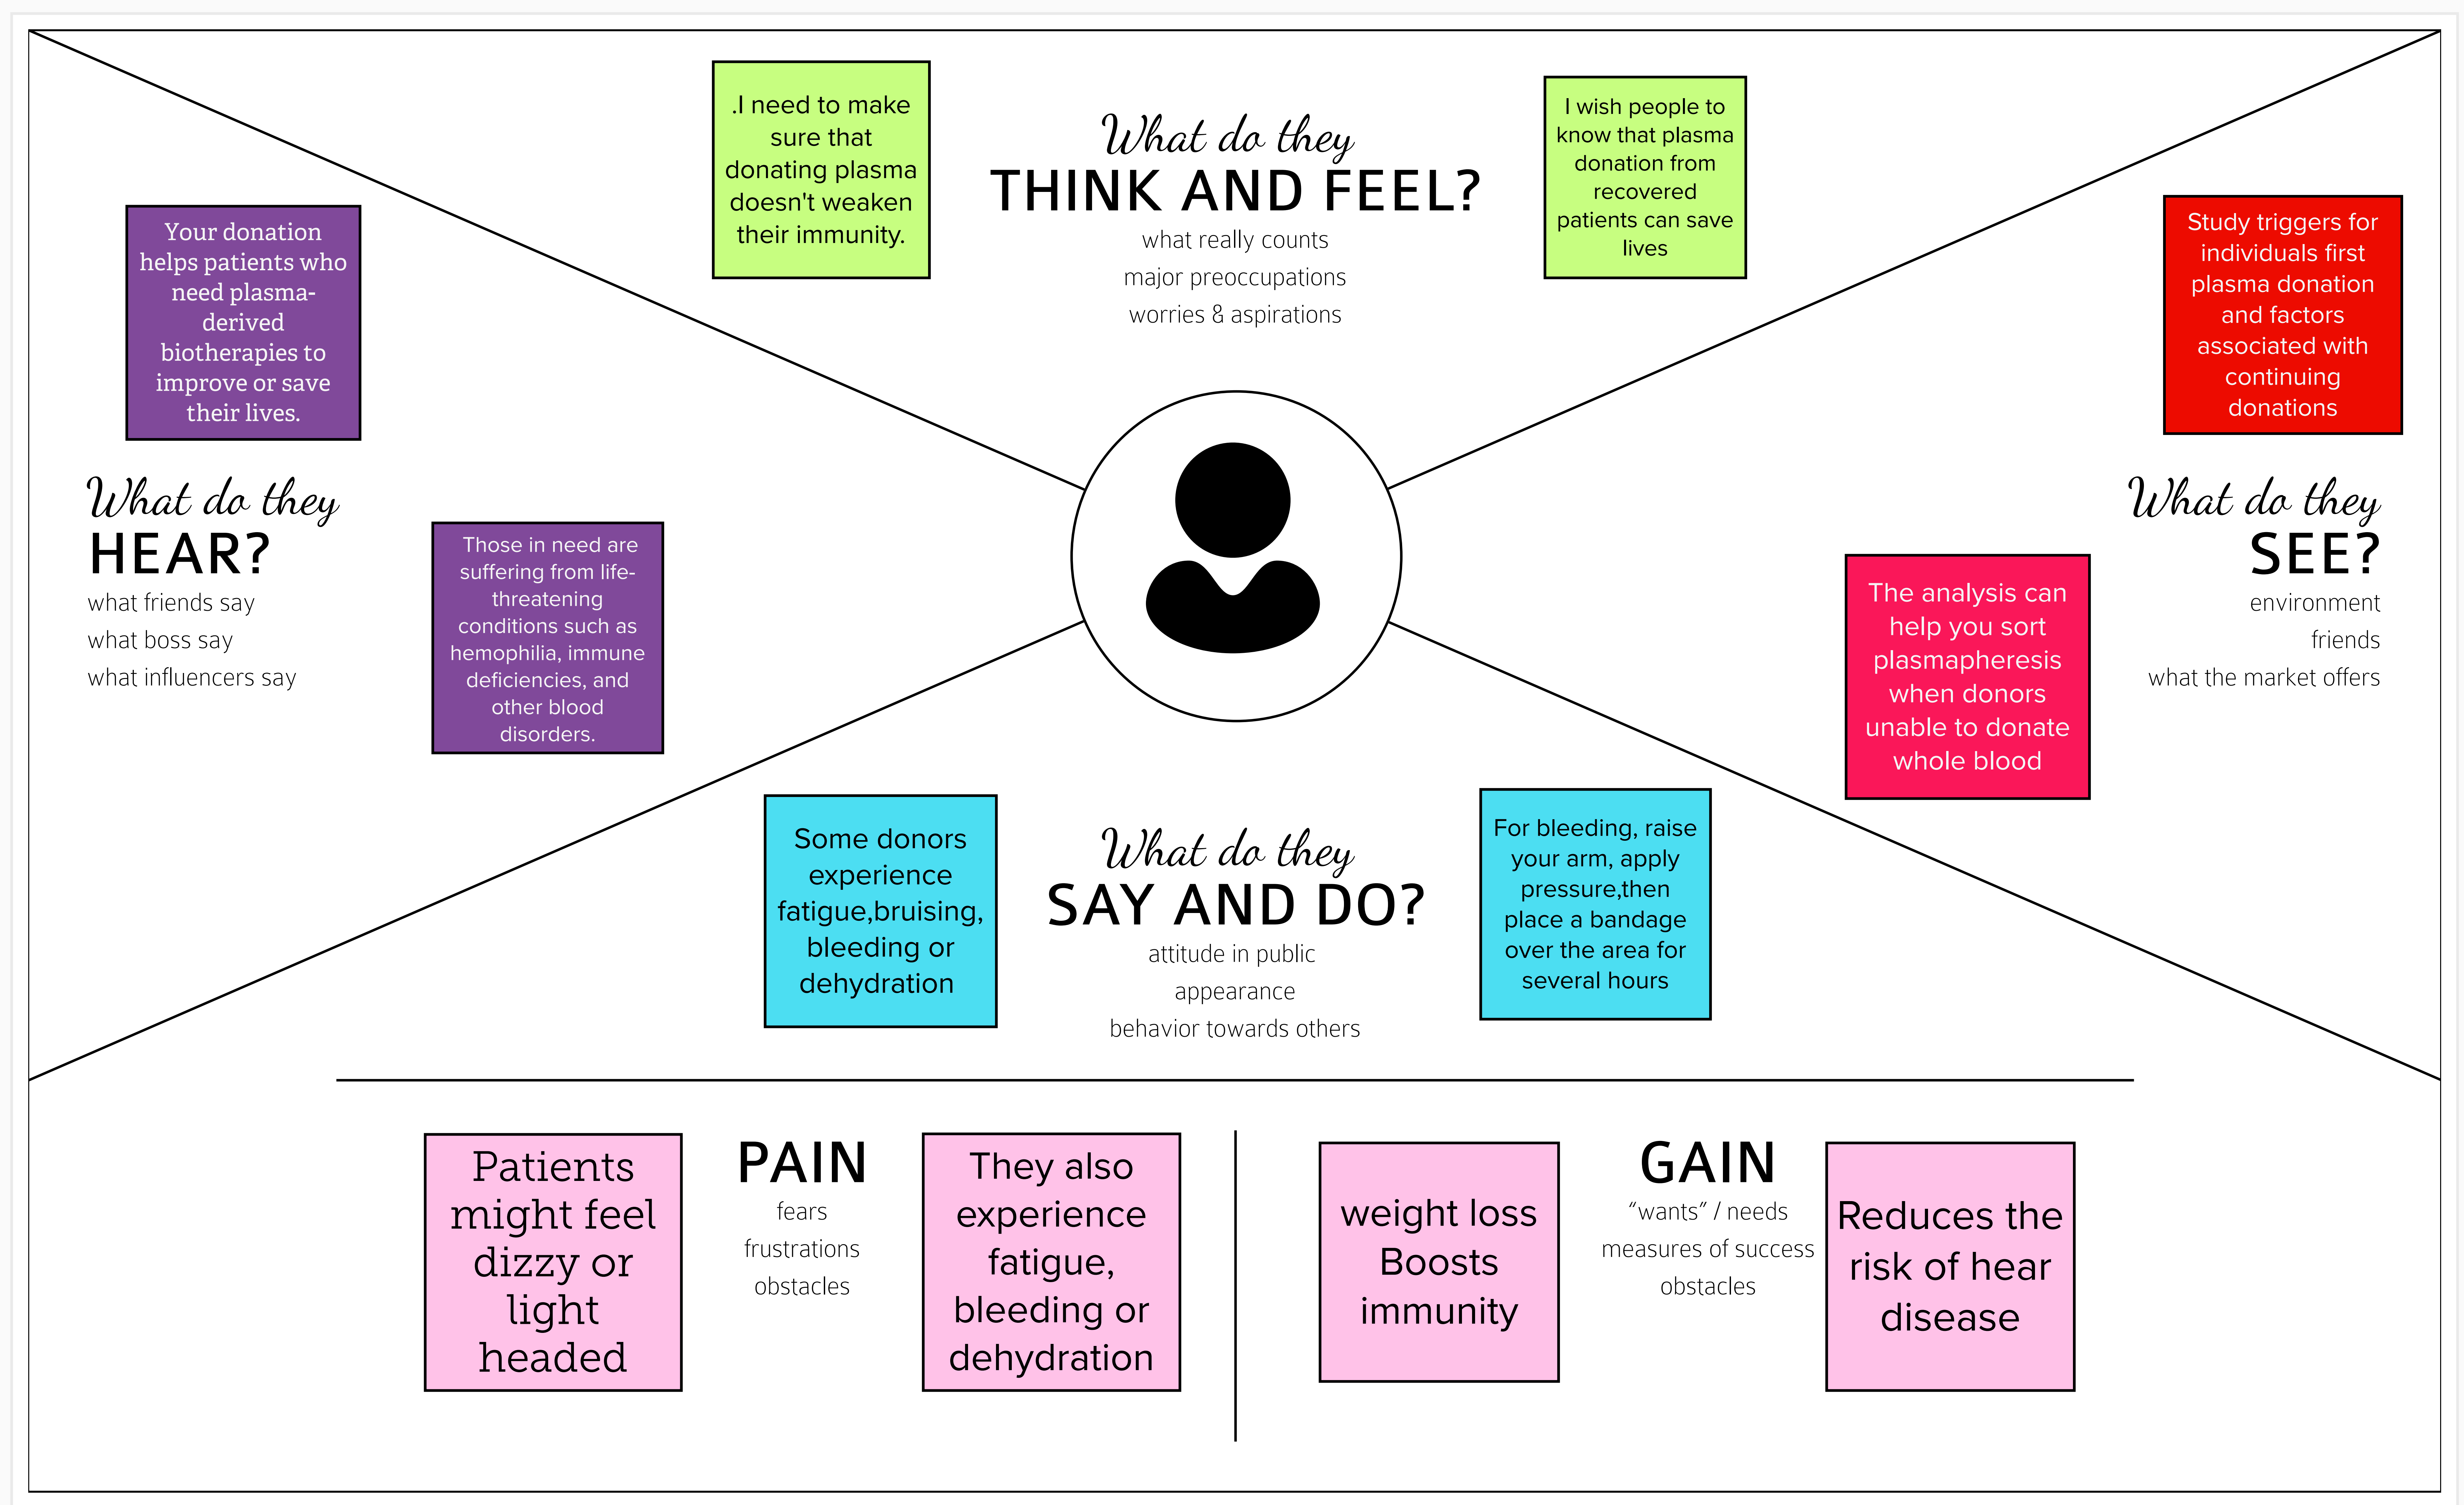 .I need to make
sure that
donating plasma
doesn't weaken
their immunity.
What do they
THINK AND FEEL?
what really counts
major preoccupations
worries & aspirations
I wish people to
know that plasma
donation from
recovered
patients can save
lives
Your donation
helps patients who
need plasma-
derived
biotherapies to
improve or save
their lives.
What do they
HEAR?
what friends say
what boss say
what influencers say
Those in need are
suffering from life-
threatening
conditions such as
hemophilia, immune
deficiencies, and
other blood
disorders.
Study triggers for
individuals first
plasma donation
and factors
associated with
continuing
donations
What do they
SEE?
environment
friends
what the market offers
The analysis can
help you sort
plasmapheresis
when donors
unable to donate
whole blood
Some donors
experience
fatigue,bruising,
bleeding or
dehydration
What do they
SAY AND DO?
attitude in public
appearance
behavior towards others
For bleeding, raise
your arm, apply
pressure,then
place a bandage
over the area for
several hours
Patients
might feel
dizzy or
light
headed
PAIN
fears
frustrations
obstacles
They also
experience
fatigue,
bleeding or
dehydration
weight loss
Boosts
immunity
GAIN
“wants” / needs
measures of success
obstacles
Reduces the
risk of hear
disease